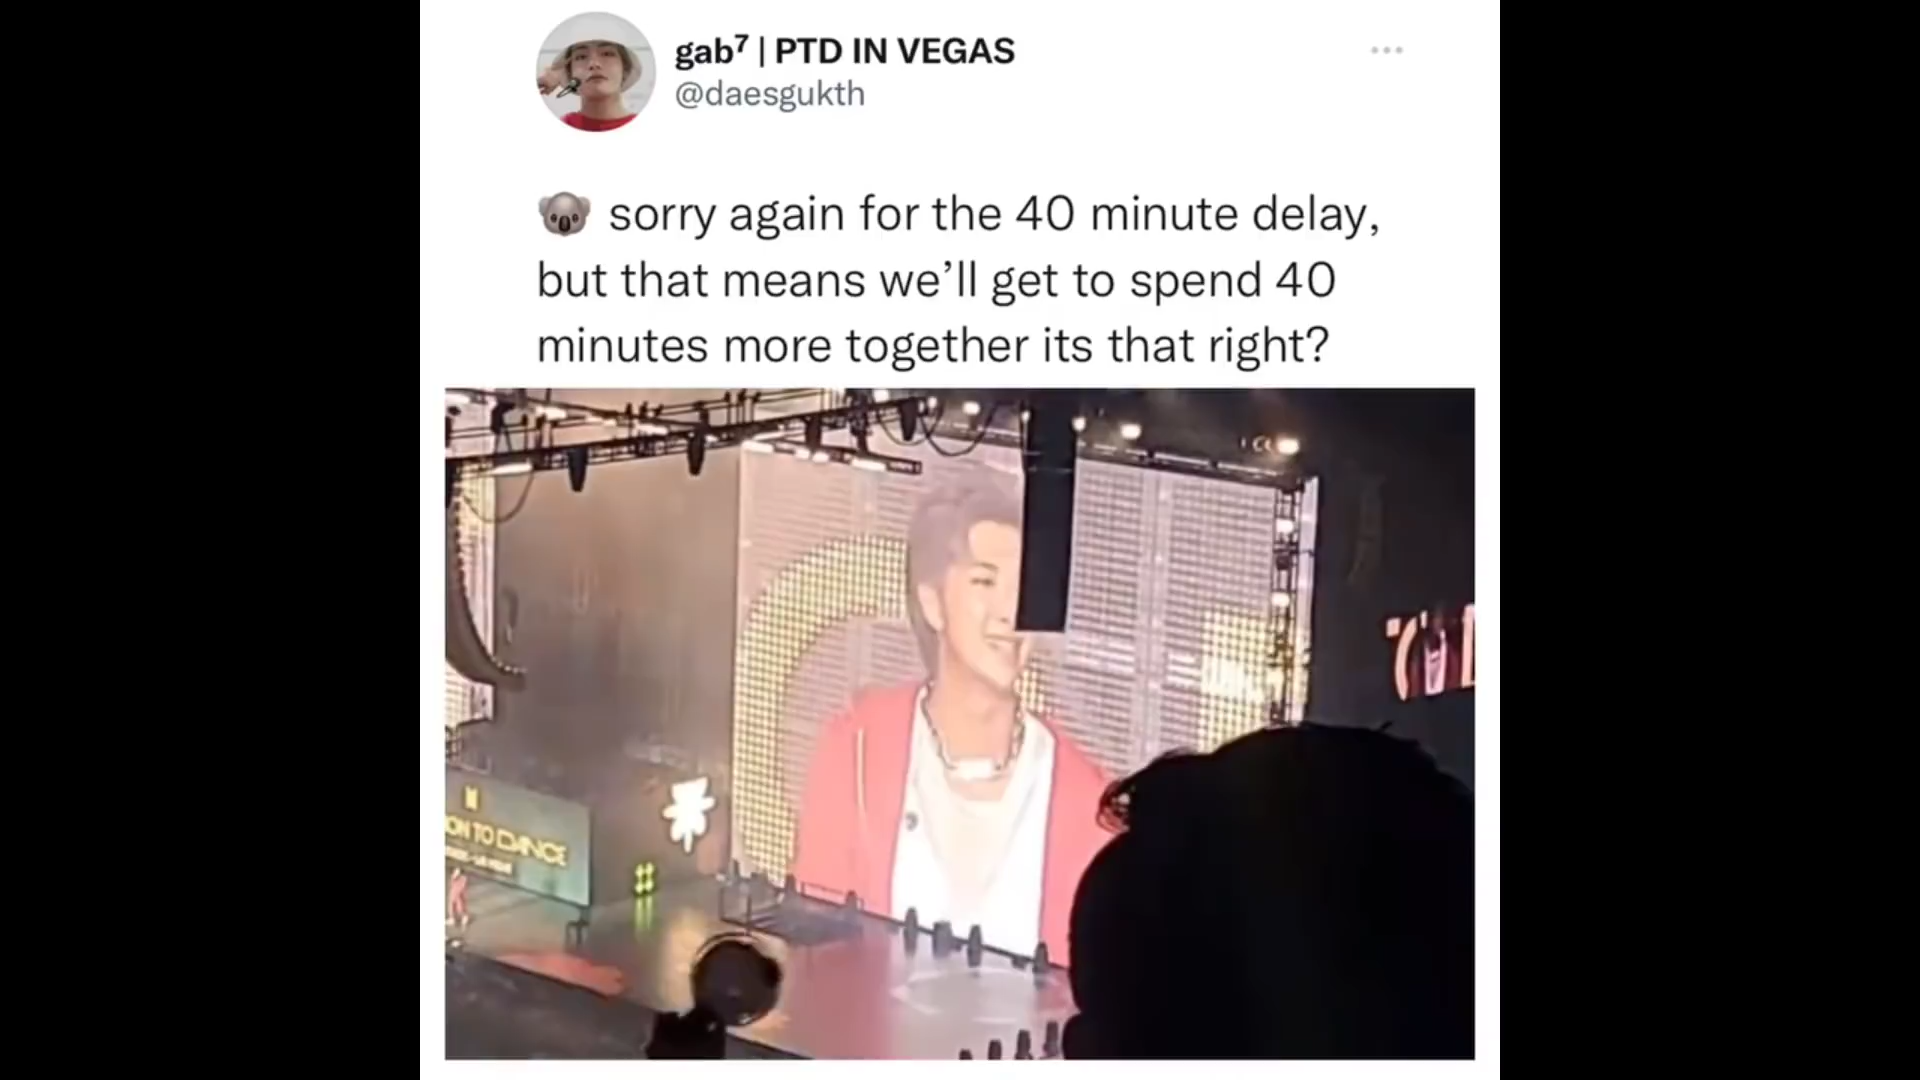 gab⁷ | PTD IN VEGAS
@daesgukth
🐨 sorry again for the 40 minute delay,
but that means we’ll get to spend 40
minutes more together its that right?
ON TO DANCE